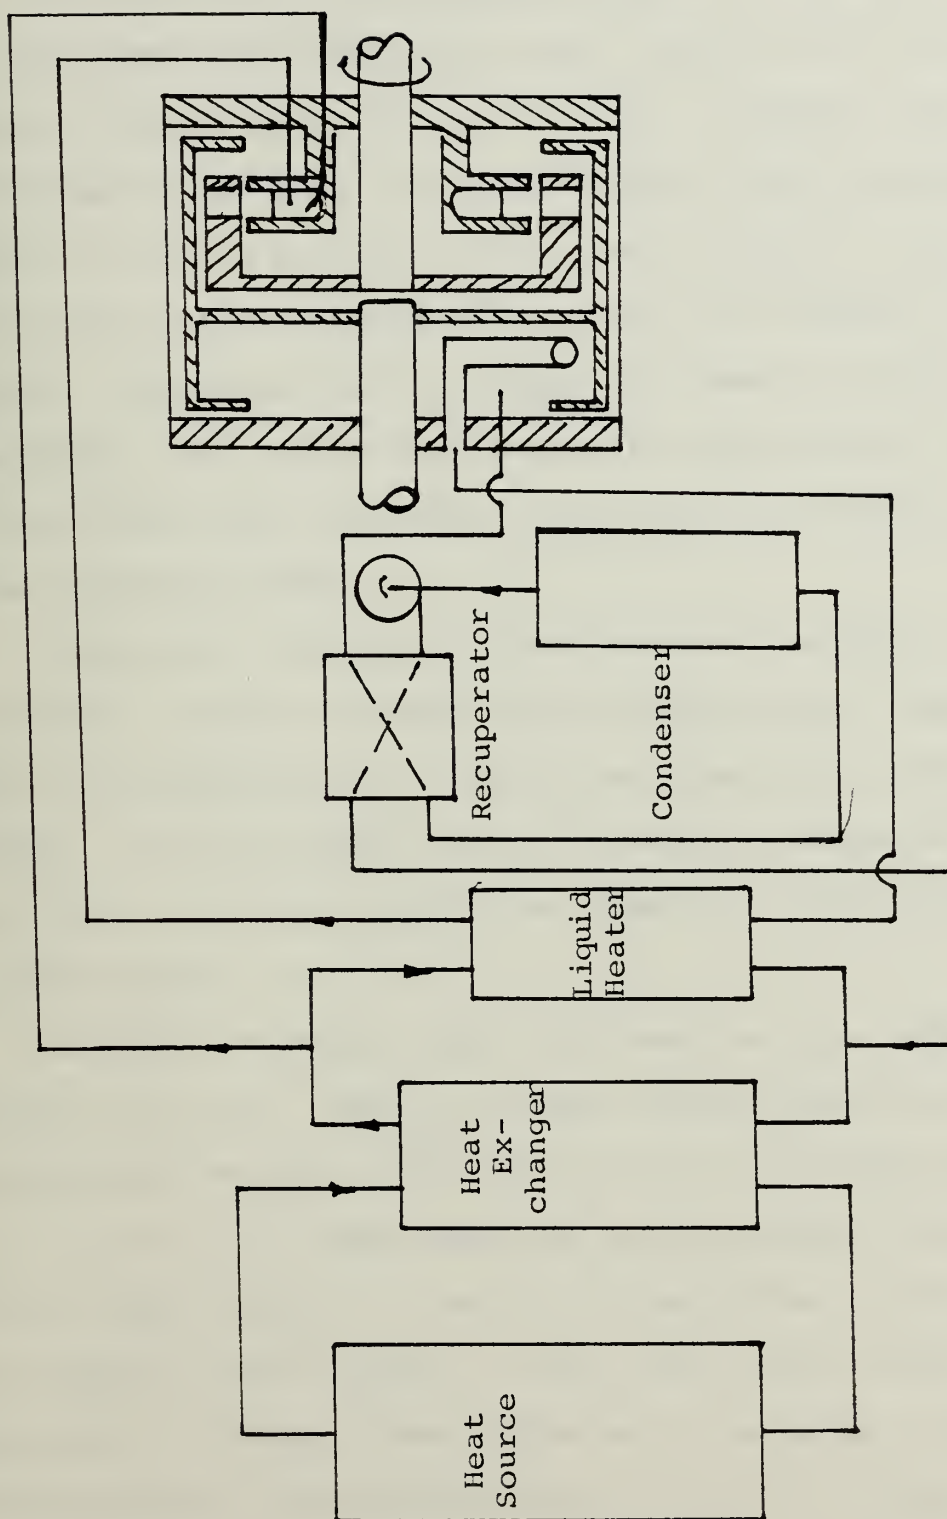 Recuperator
Condenser
Liquid
Heater
Heat
Ex-
changer
Heat
Source